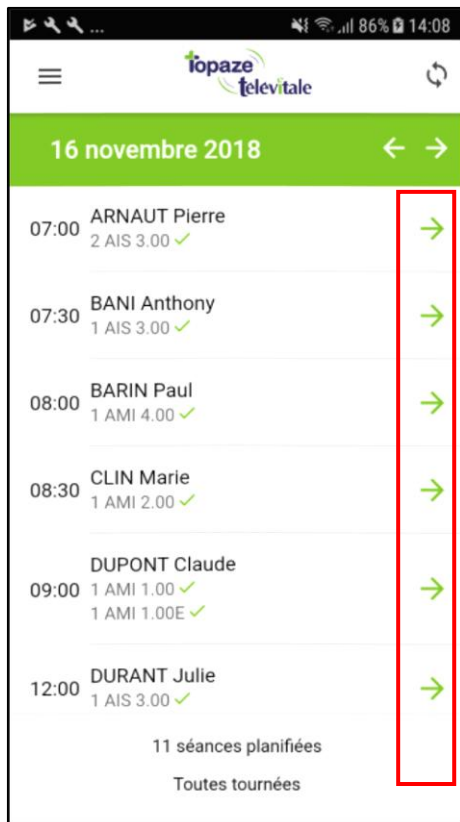 ... 86% 14:08
topaze
televitale
16 novembre 2018
07:00 ARNAUT Pierre
2 AIS 3.00
07:30 BANI Anthony
1 AIS 3.00
08:00 BARIN Paul
1 AMI 4.00
08:30 CLIN Marie
1 AMI 2.00
DUPONT Claude
09:00 1 AMI 1.00
1 AMI 1.00E
12:00 DURANT Julie
1 AIS 3.00
11 séances planifiées
Toutes tournées